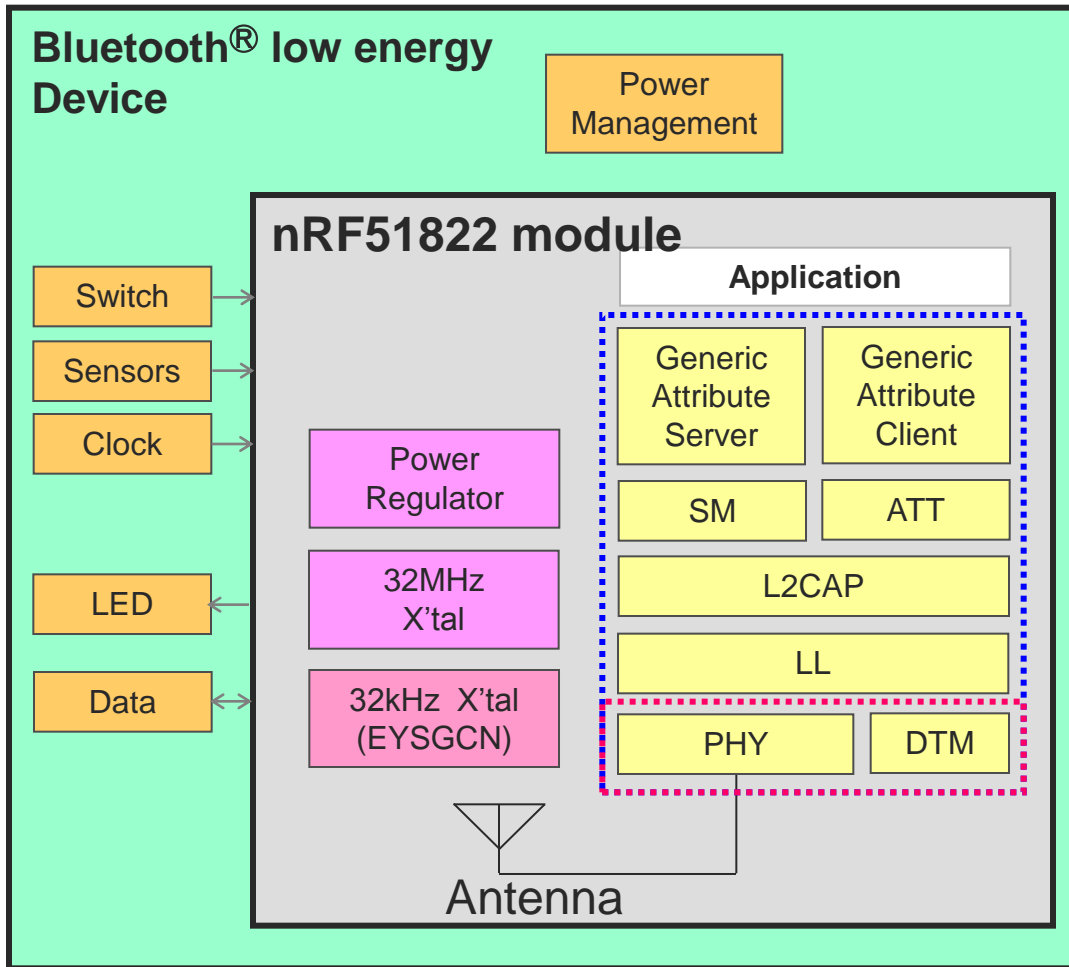 Bluetooth® low energy
Device
Power
Management
nRF51822 module
Application
Switch
Sensors
Clock
LED
Data
Power
Regulator
32MHz
X’tal
32kHz X’tal
(EYSGCN)
Generic
Attribute
Server
Generic
Attribute
Client
SM
ATT
L2CAP
LL
PHY
DTM
Antenna